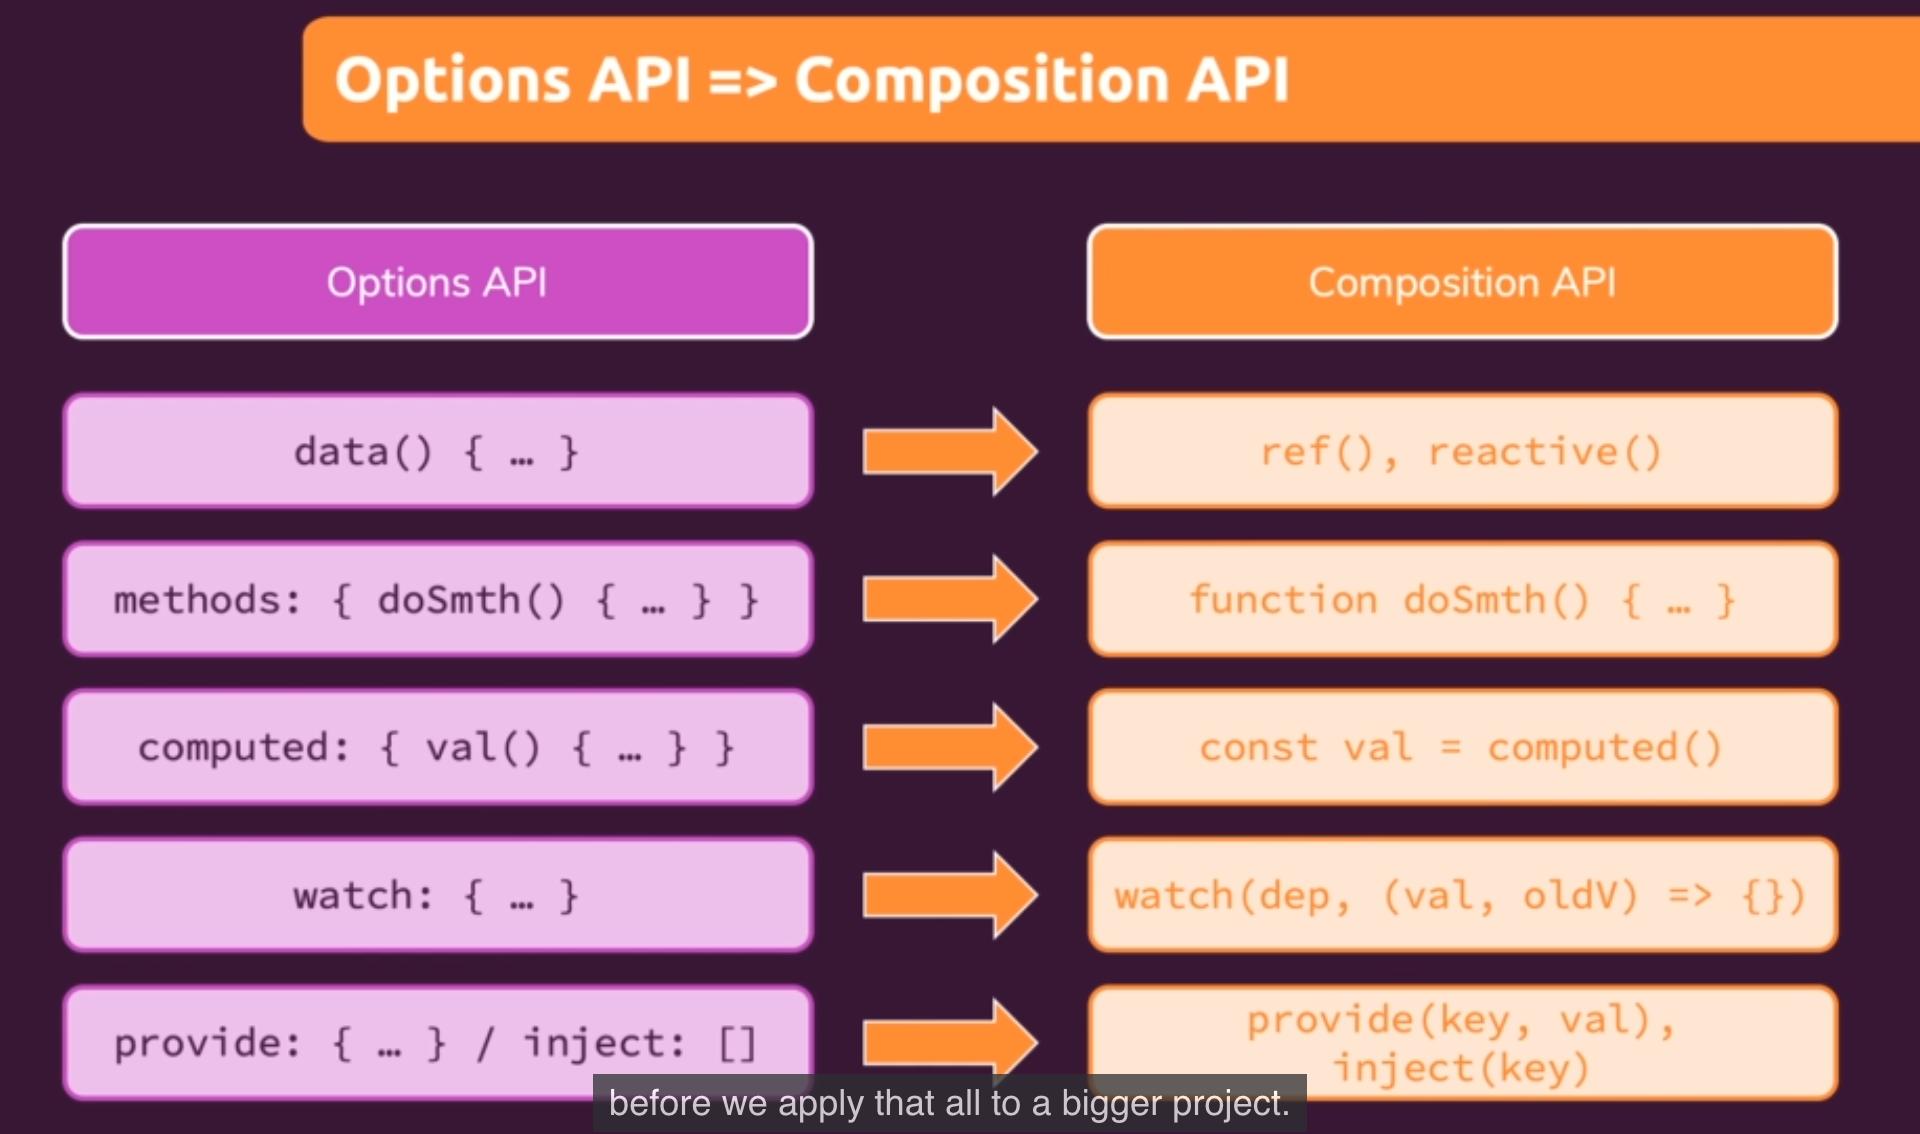 Options API => Composition API
Options API
Composition API
data() { … }
ref(), reactive()
methods: { doSmth() { … } }
function doSmth() { … }
computed: { val() { … } }
const val = computed()
watch: { … }
watch(dep, (val, oldV) => {})
provide: { … } / inject: []
provide(key, val),
inject(key)
before we apply that all to a bigger project.